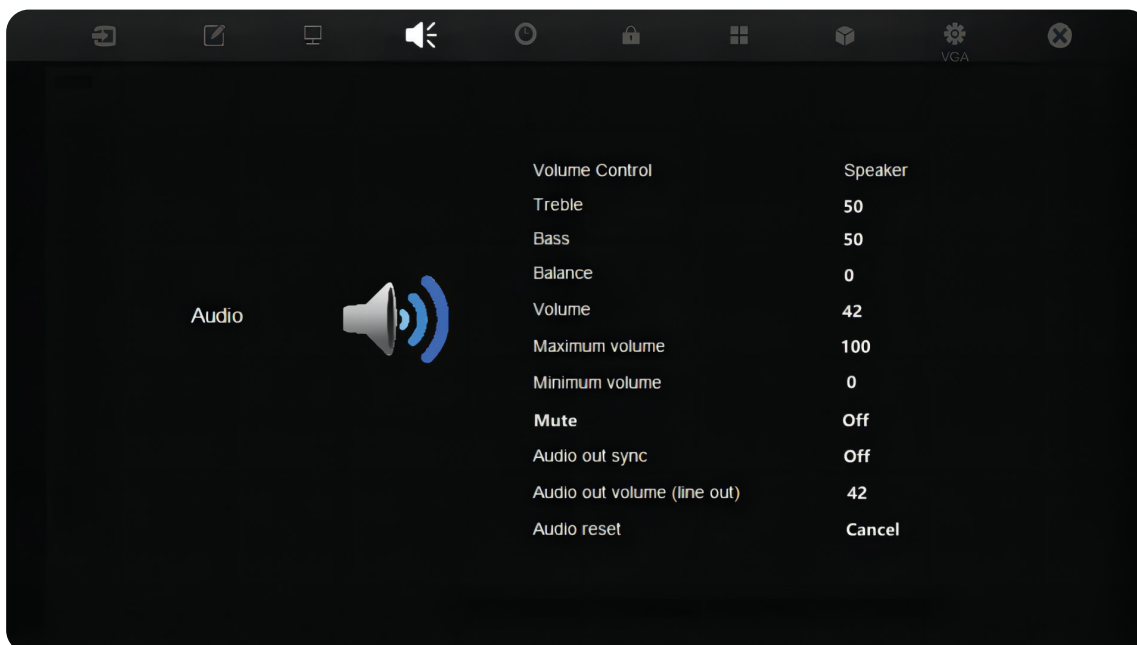 VGA
Volume Control Speaker
Treble 50
Bass 50
Balance 0
Audio
Volume 42
Maximum volume 100
Minimum volume 0
Mute Off
Audio out sync Off
Audio out volume (line out) 42
Audio reset Cancel